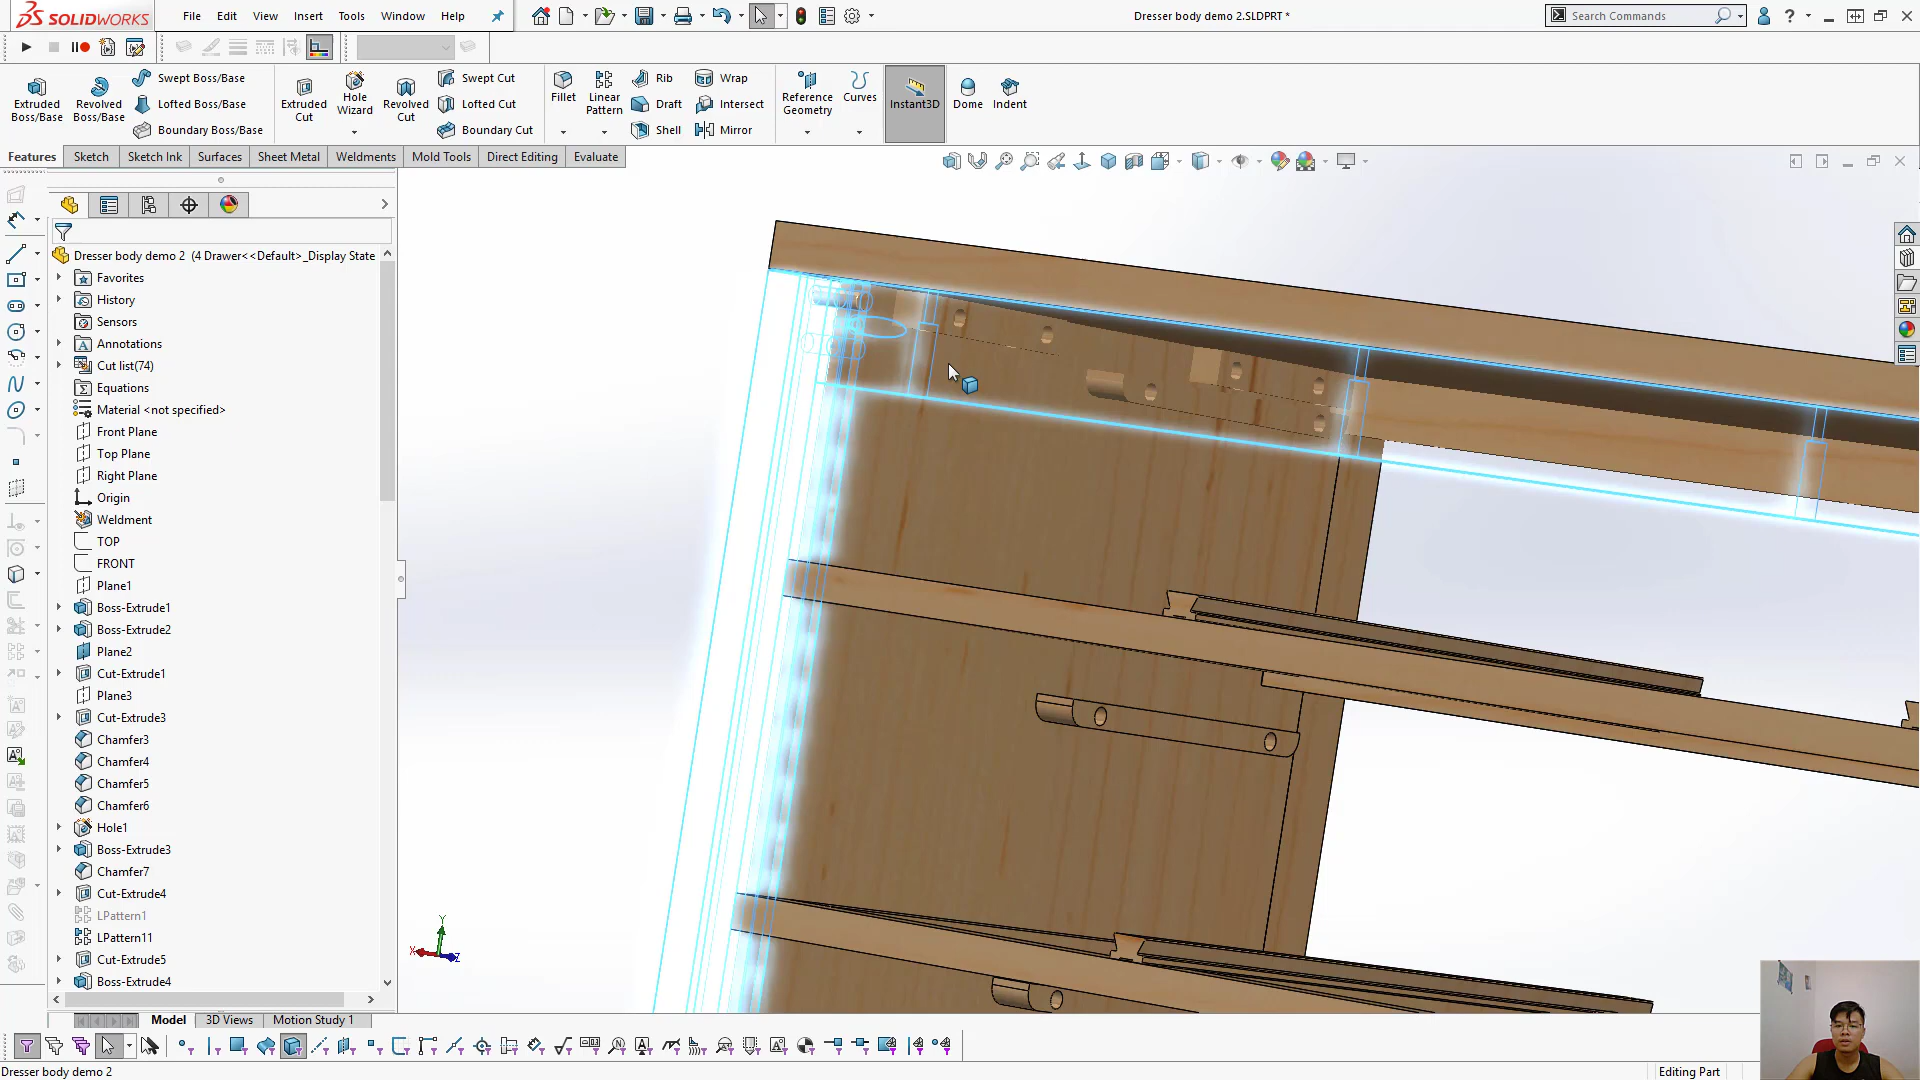 SOLIDWORKS
File Edit View Insert Tools Window Help
Dresser body demo 2.SLDPRT *
Search Commands
Extruded Boss/Base
Revolved Boss/Base
Swept Boss/Base
Lofted Boss/Base
Boundary Boss/Base
Extruded Cut
Hole Wizard
Revolved Cut
Swept Cut
Lofted Cut
Boundary Cut
Fillet
Linear Pattern
Rib
Draft
Shell
Wrap
Intersect
Mirror
Reference Geometry
Curves
Instant3D
Dome
Indent
Features Sketch Sketch Ink Surfaces Sheet Metal Weldments Mold Tools Direct Editing Evaluate
Dresser body demo 2 (4 Drawer<<Default>_Display State
Favorites
History
Sensors
Annotations
Cut list(74)
Equations
Material <not specified>
Front Plane
Top Plane
Right Plane
Origin
Weldment
TOP
FRONT
Plane1
Boss-Extrude1
Boss-Extrude2
Plane2
Cut-Extrude1
Plane3
Cut-Extrude3
Chamfer3
Chamfer4
Chamfer5
Chamfer6
Hole1
Boss-Extrude3
Chamfer7
Cut-Extrude4
LPattern1
LPattern11
Cut-Extrude5
Boss-Extrude4
Y
X
Z
Model 3D Views Motion Study 1
Dresser body demo 2
Editing Part